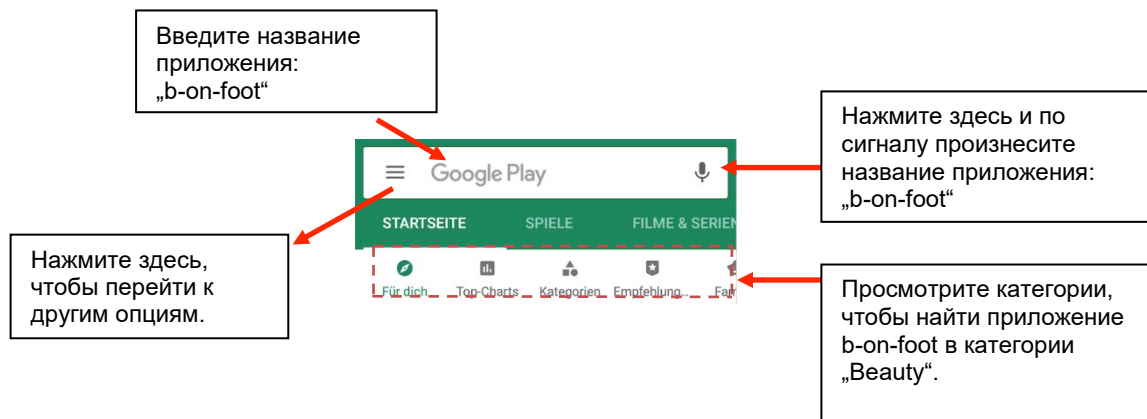 Введите название
приложения:
„b-on-foot“
Нажмите здесь и по
сигналу произнесите
название приложения:
„b-on-foot“
Google Play
STARTSEITE SPIELE FILME & SERIEN
Für dich Top-Charts Kategorien Empfehlung...
Нажмите здесь,
чтобы перейти к
другим опциям.
Просмотрите категории,
чтобы найти приложение
b-on-foot в категории
„Beauty“.